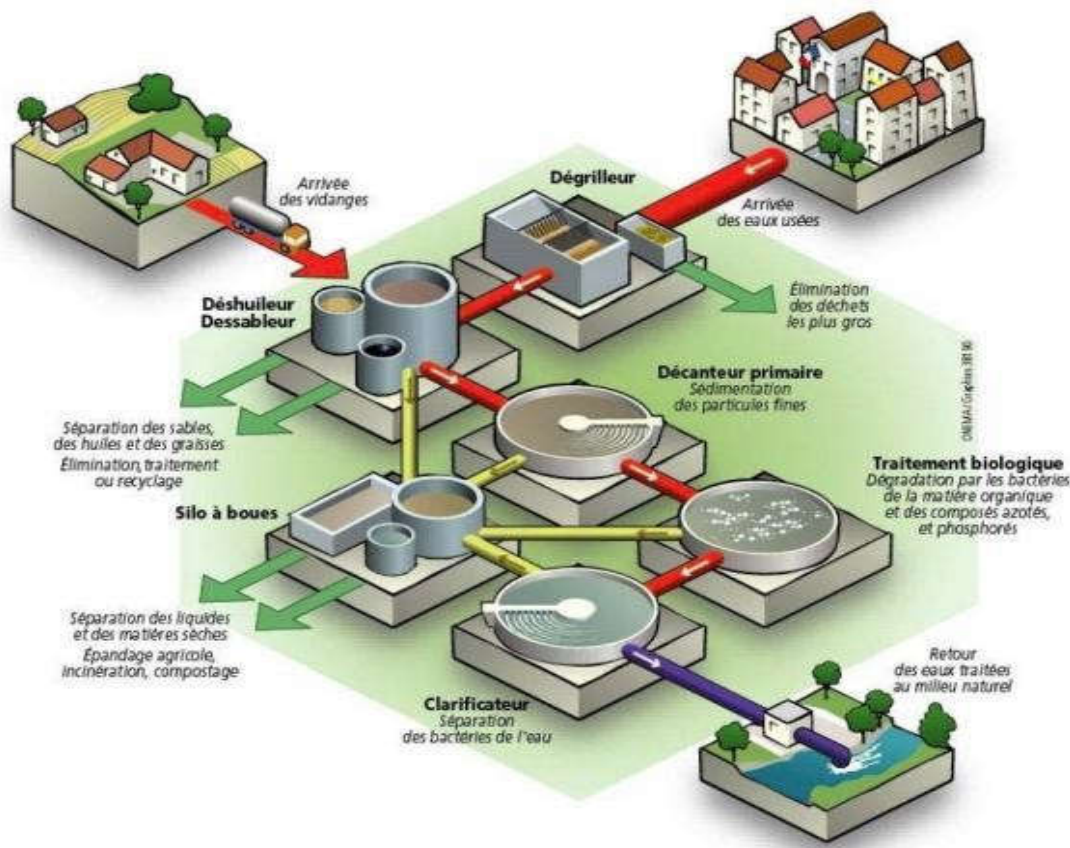 Arrivée
des vidanges
Dégrilleur
Arrivée
des eaux usées
Déshuileur
Dessableur
Élimination
des déchets
les plus gros
Décanteur primaire
Sédimentation
des particules fines
Séparation des sables,
des huiles et des graisses
Élimination, traitement
ou recyclage
Traitement biologique
Dégradation par les bactéries
de la matière organique
et des composés azotés,
et phosphorés
Silo à boues
Séparation des liquides
et des matières sèches
Épandage agricole,
incinération, compostage
Clarificateur
Séparation
des bactéries de l'eau
Retour
des eaux traitées
au milieu naturel